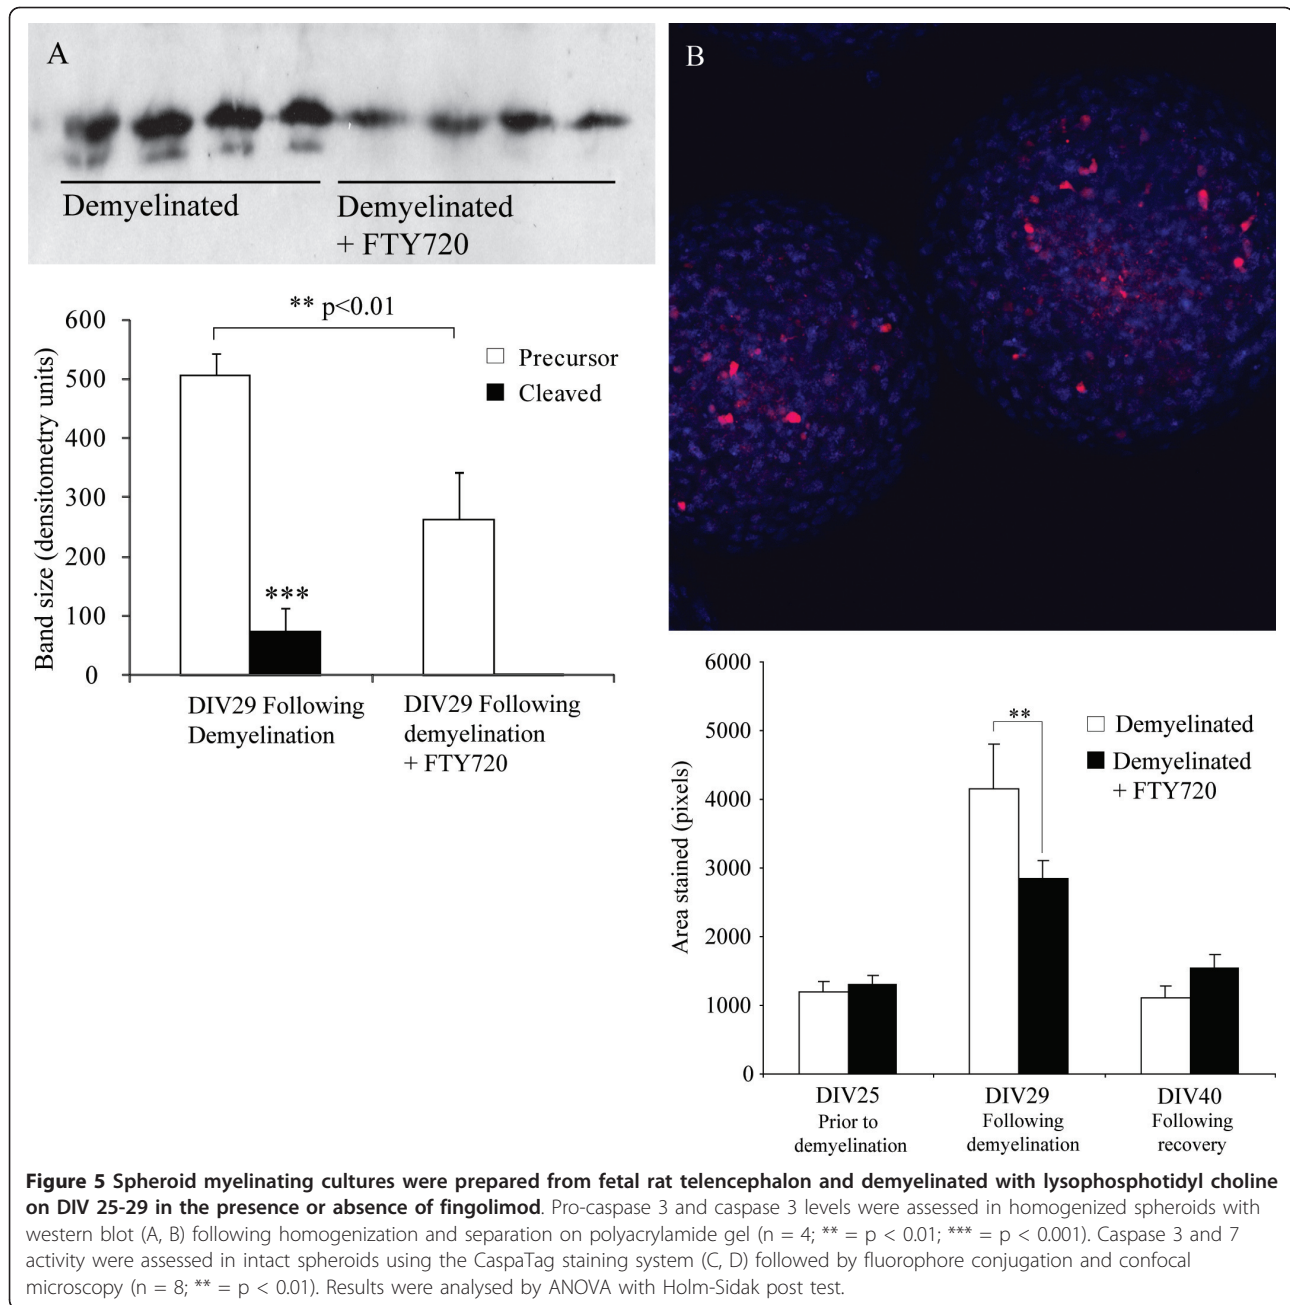 A
Demyelinated
Demyelinated
+ FTY720
** p<0.01
600
500
400
300
200
100
0
Band size (densitometry units)
Precursor
Cleaved
***
DIV29 Following
Demyelination
DIV29 Following
demyelination
+ FTY720
B
6000
5000
4000
3000
2000
1000
0
Area stained (pixels)
**
Demyelinated
Demyelinated
+ FTY720
DIV25
Prior to
demyelination
DIV29
Following
demyelination
DIV40
Following
recovery
Figure 5 Spheroid myelinating cultures were prepared from fetal rat telencephalon and demyelinated with lysophosphotidyl choline
on DIV 25-29 in the presence or absence of fingolimod. Pro-caspase 3 and caspase 3 levels were assessed in homogenized spheroids with
western blot (A, B) following homogenization and separation on polyacrylamide gel (n = 4; ** = p < 0.01; *** = p < 0.001). Caspase 3 and 7
activity were assessed in intact spheroids using the CaspaTag staining system (C, D) followed by fluorophore conjugation and confocal
microscopy (n = 8; ** = p < 0.01). Results were analysed by ANOVA with Holm-Sidak post test.